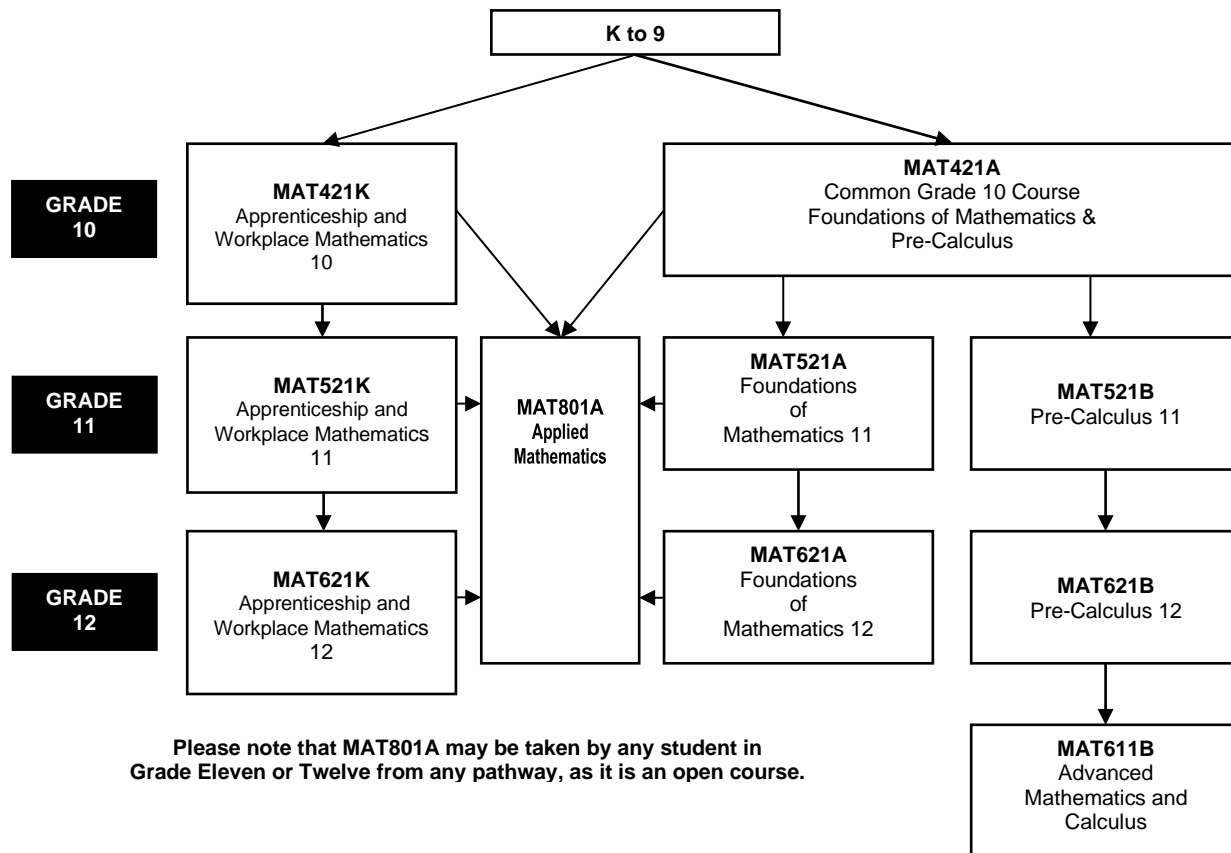 K to 9
GRADE
10
MAT421K
Apprenticeship and
Workplace Mathematics
10
MAT421A
Common Grade 10 Course
Foundations of Mathematics &
Pre-Calculus
GRADE
11
MAT521K
Apprenticeship and
Workplace Mathematics
11
MAT801A
Applied
Mathematics
MAT521A
Foundations
of
Mathematics 11
MAT521B
Pre-Calculus 11
GRADE
12
MAT621K
Apprenticeship and
Workplace Mathematics
12
MAT621A
Foundations
of
Mathematics 12
MAT621B
Pre-Calculus 12
Please note that MAT801A may be taken by any student in
Grade Eleven or Twelve from any pathway, as it is an open course.
MAT611B
Advanced
Mathematics and
Calculus